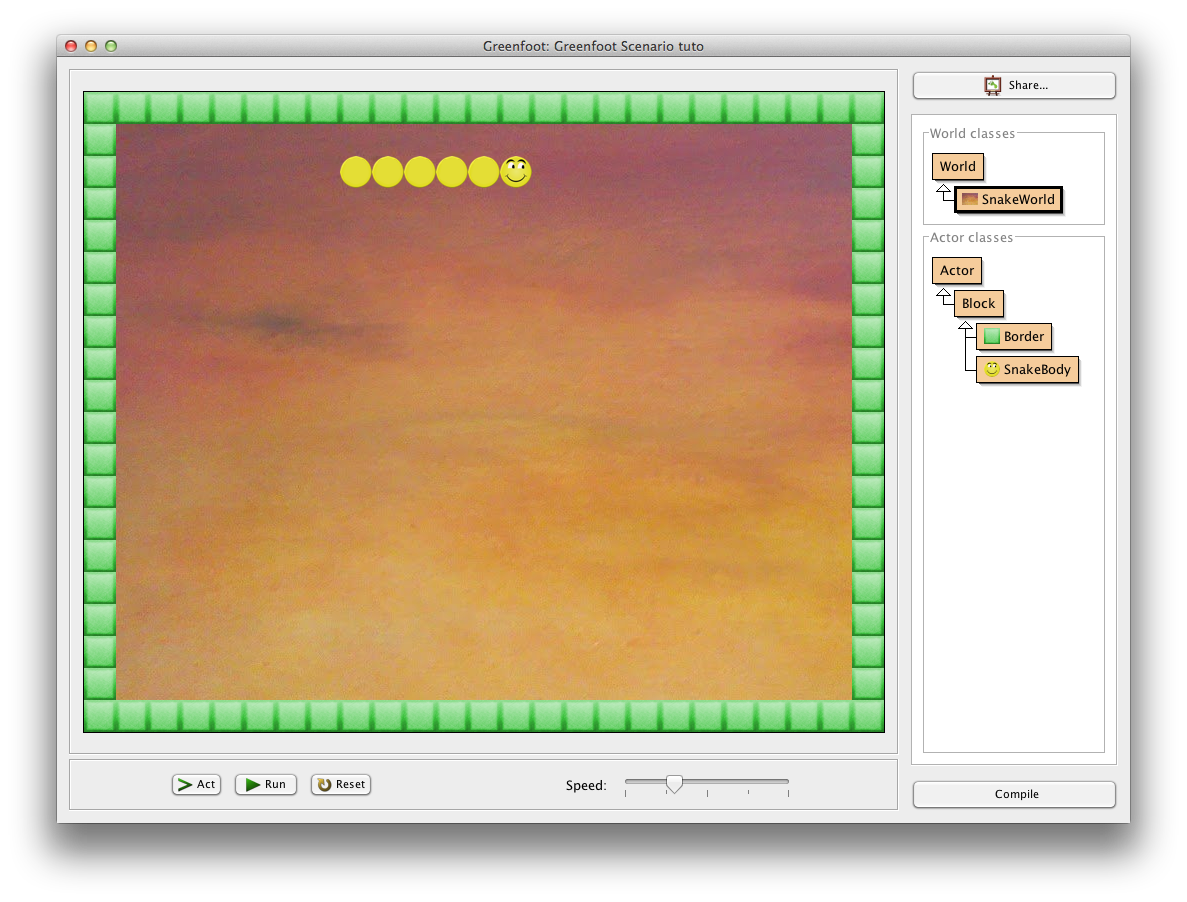 Greenfoot: Greenfoot Scenario tuto
Share...
World classes
World
SnakeWorld
Actor classes
Actor
Block
Border
SnakeBody
Act
Run
Reset
Speed:
Compile